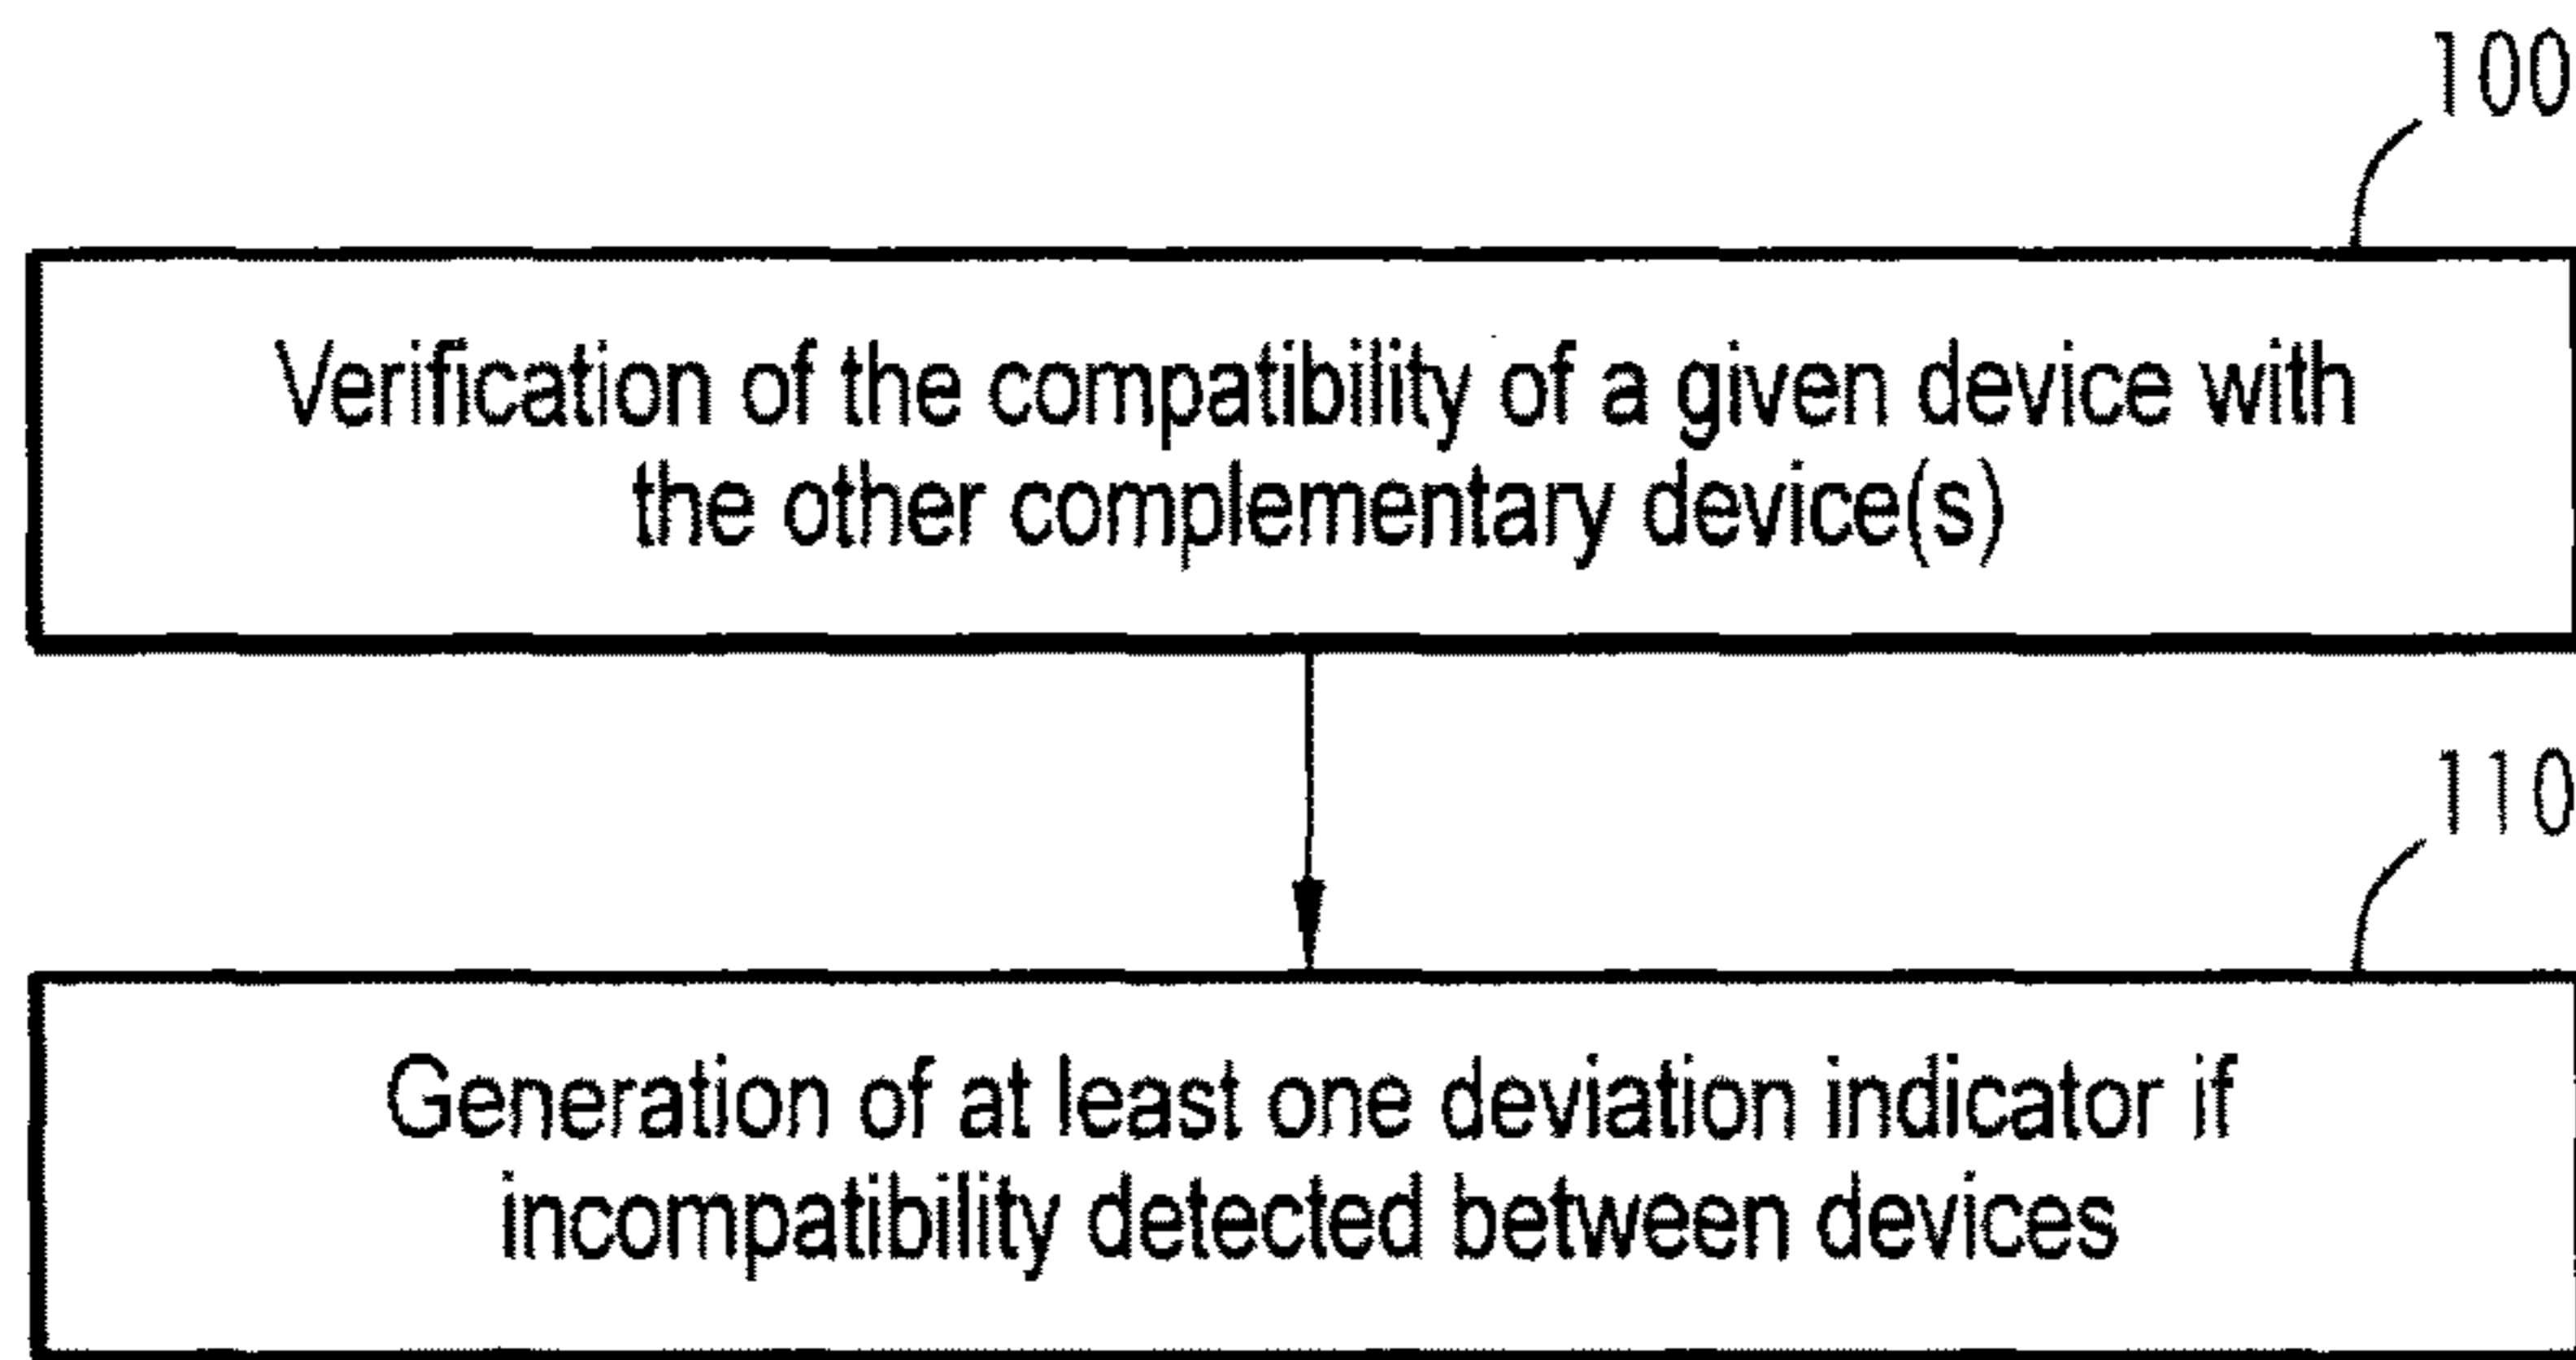 100
Verification of the compatibility of a given device with
the other complementary device(s)
110
Generation of at least one deviation indicator if
incompatibility detected between devices